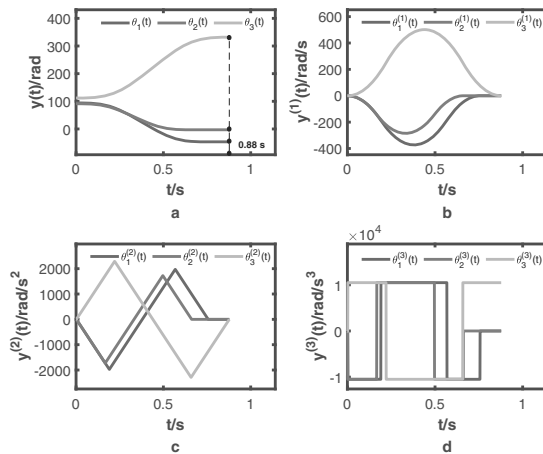 θ₁(t) θ₂(t) θ₃(t)
y(t)/rad
400
300
200
100
0
0.88 s
0 0.5 1
t/s
a
θ₁⁽¹⁾(t) θ₂⁽¹⁾(t) θ₃⁽¹⁾(t)
y⁽¹⁾(t)/rad/s
600
400
200
0
-200
-400
0 0.5 1
t/s
b
θ₁⁽²⁾(t) θ₂⁽²⁾(t) θ₃⁽²⁾(t)
y⁽²⁾(t)/rad/s²
2000
1000
0
-1000
-2000
0 0.5 1
t/s
c
×10⁴
θ₁⁽³⁾(t) θ₂⁽³⁾(t) θ₃⁽³⁾(t)
y⁽³⁾(t)/rad/s³
1
0
-1
0 0.5 1
t/s
d